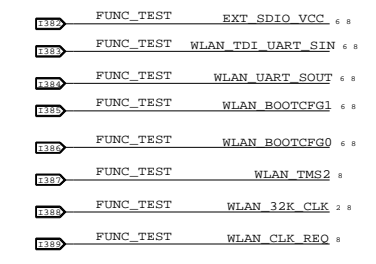 I382 FUNC_TEST EXT_SDIO_VCC 6 8
I383 FUNC_TEST WLAN_TDI_UART_SIN 6 8
I384 FUNC_TEST WLAN_UART_SOUT 6 8
I385 FUNC_TEST WLAN_BOOTCFG1 6 8
I386 FUNC_TEST WLAN_BOOTCFG0 6 8
I387 FUNC_TEST WLAN_TMS2 8
I388 FUNC_TEST WLAN_32K_CLK 2 8
I389 FUNC_TEST WLAN_CLK_REQ 8